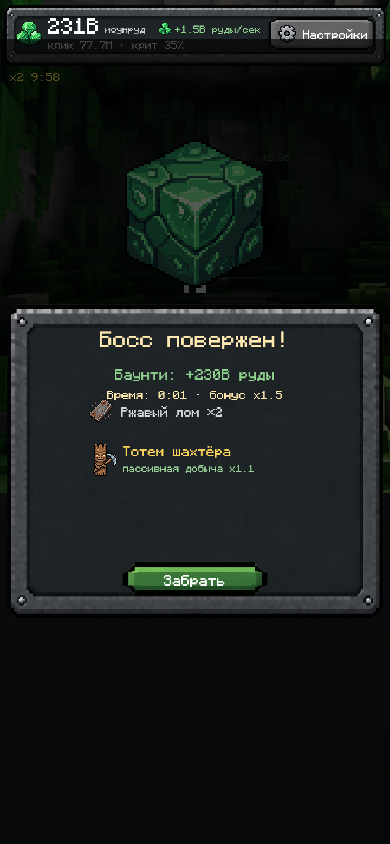 231B моунруд +1.5B руды/сек Настройки
клик 77.7M · крит 35%
x2 9:58
Босс повержен!
Баунти: +230B руды
Время: 0:01 · бонус x1.5
Ржавый лом x2
Тотем шахтёра
пассивная добыча x1.1
Забрать